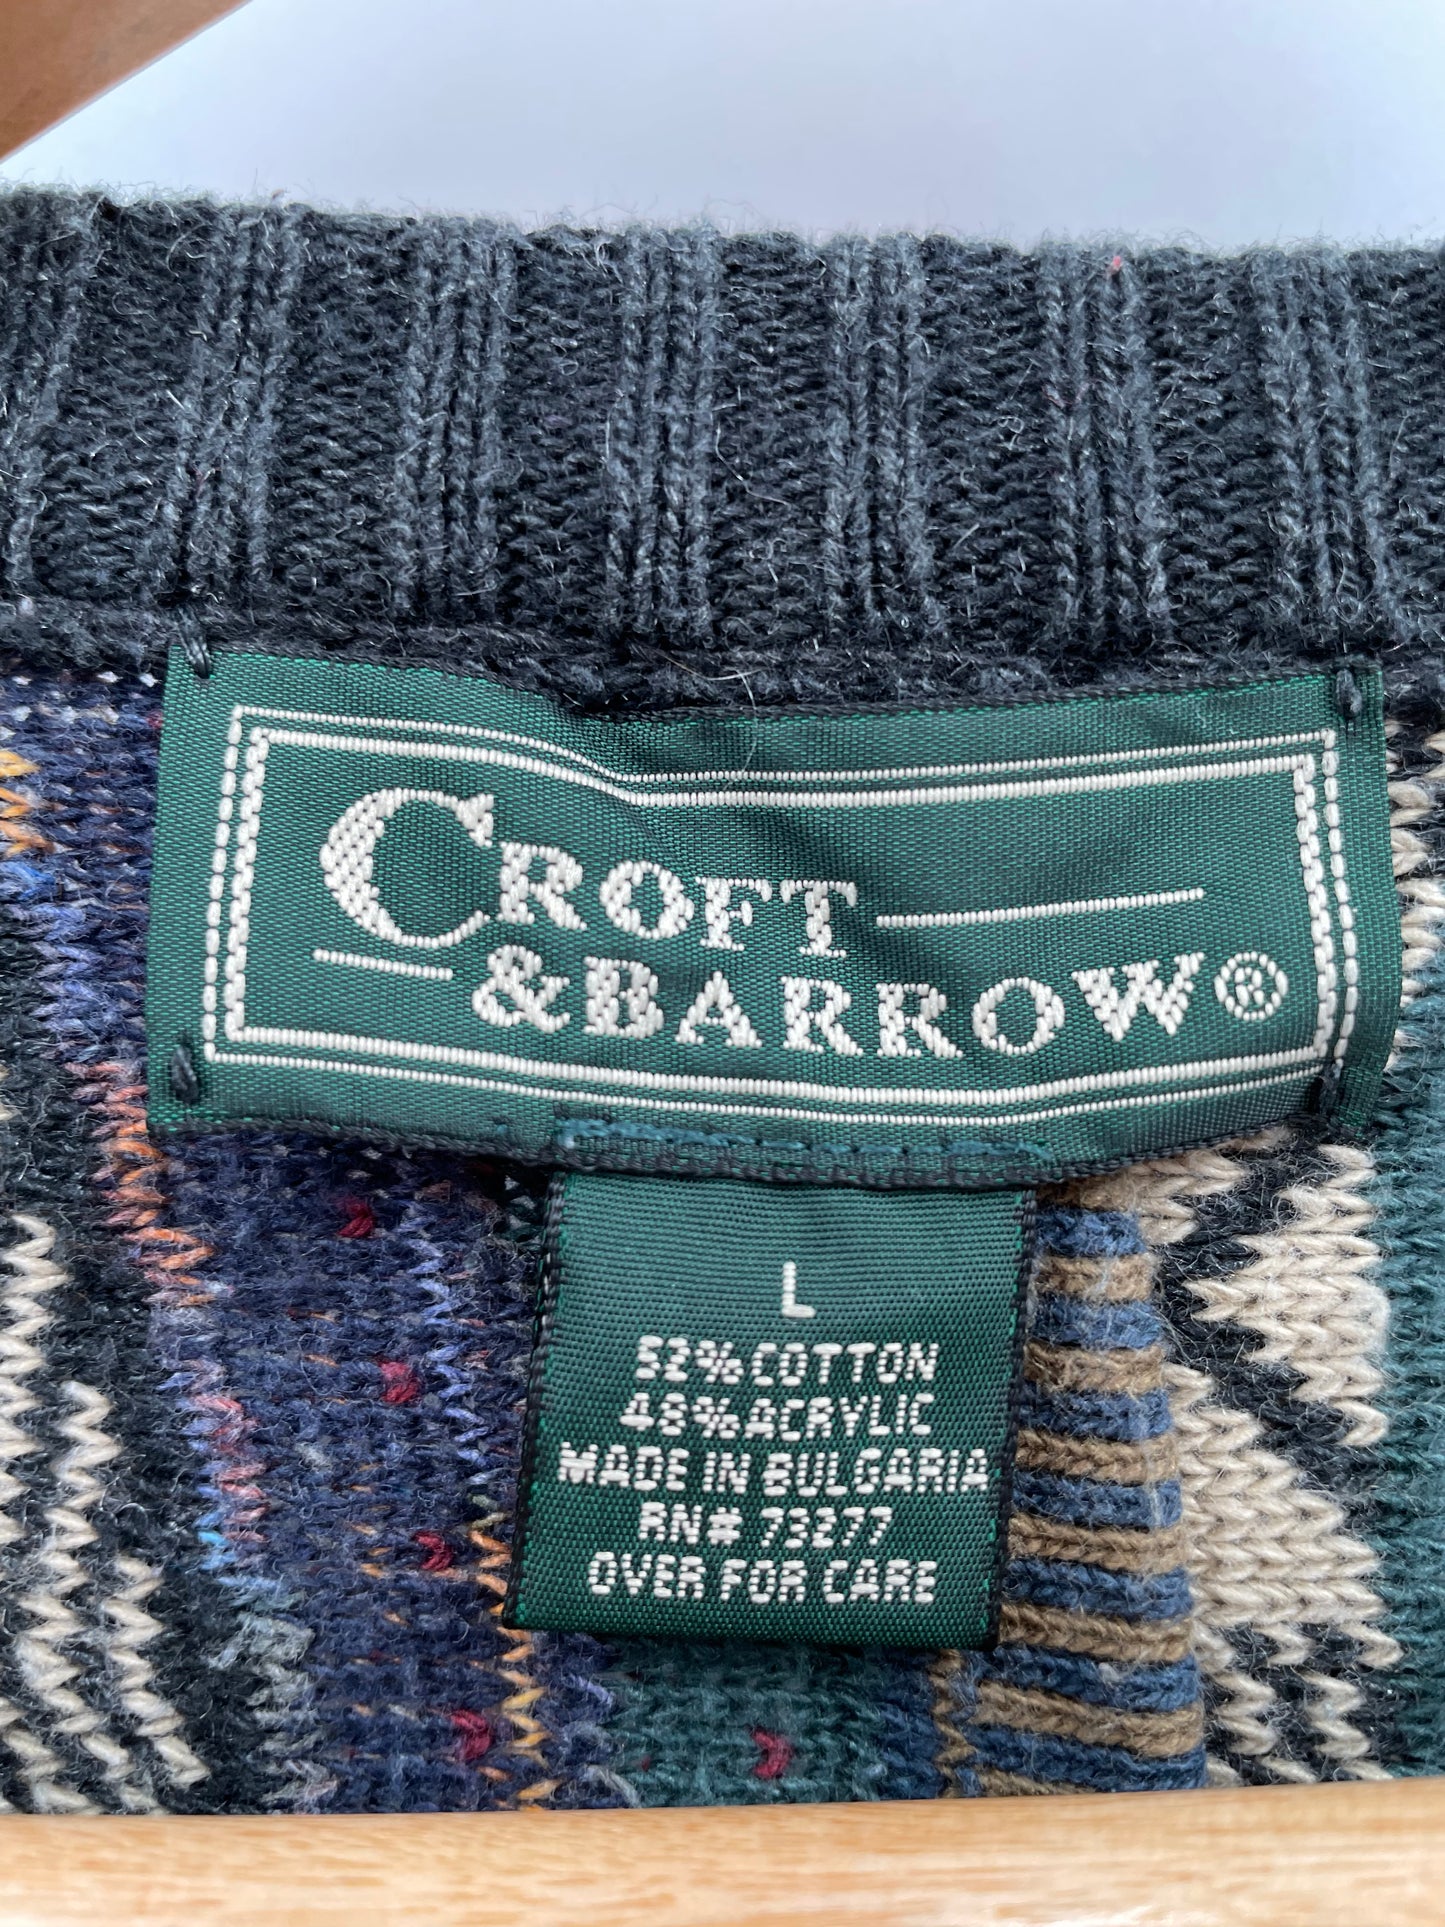 CROFT
&BARROW®
L
52% COTTON
48% ACRYLIC
MADE IN BULGARIA
RN# 73277
OVER FOR CARE